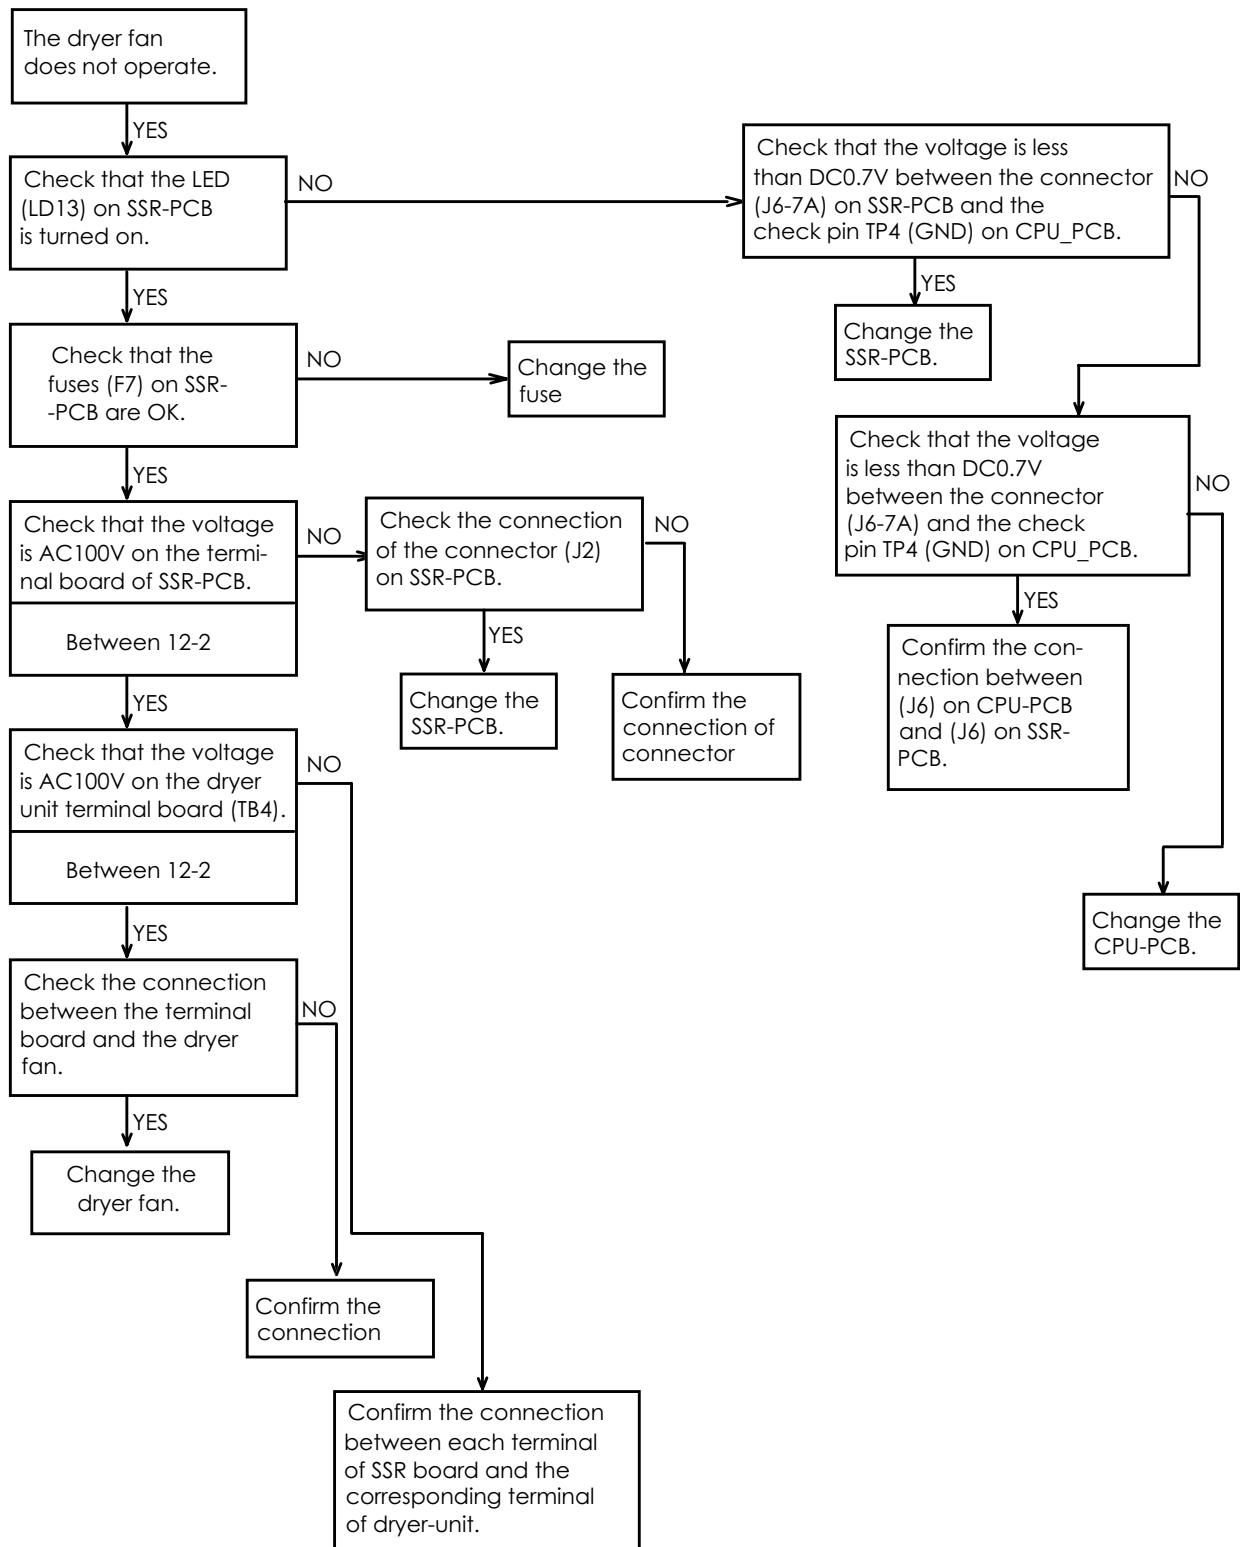 The dryer fan
does not operate.
YES
Check that the LED
(LD13) on SSR-PCB
is turned on.
NO
Check that the voltage is less
than DC0.7V between the connector
(J6-7A) on SSR-PCB and the
check pin TP4 (GND) on CPU_PCB.
NO
YES
YES
Change the
SSR-PCB.
Check that the
fuses (F7) on SSR-
-PCB are OK.
NO
Change the
fuse
Check that the voltage
is less than DC0.7V
between the connector
(J6-7A) and the check
pin TP4 (GND) on CPU_PCB.
NO
YES
Check that the voltage
is AC100V on the termi-
nal board of SSR-PCB.
Between 12-2
NO
Check the connection
of the connector (J2)
on SSR-PCB.
NO
YES
YES
Change the
SSR-PCB.
Confirm the
connection of
connector
Confirm the con-
nection between
(J6) on CPU-PCB
and (J6) on SSR-
PCB.
YES
Check that the voltage
is AC100V on the dryer
unit terminal board (TB4).
Between 12-2
NO
Change the
CPU-PCB.
YES
Check the connection
between the terminal
board and the dryer
fan.
NO
YES
Change the
dryer fan.
Confirm the
connection
Confirm the connection
between each terminal
of SSR board and the
corresponding terminal
of dryer-unit.